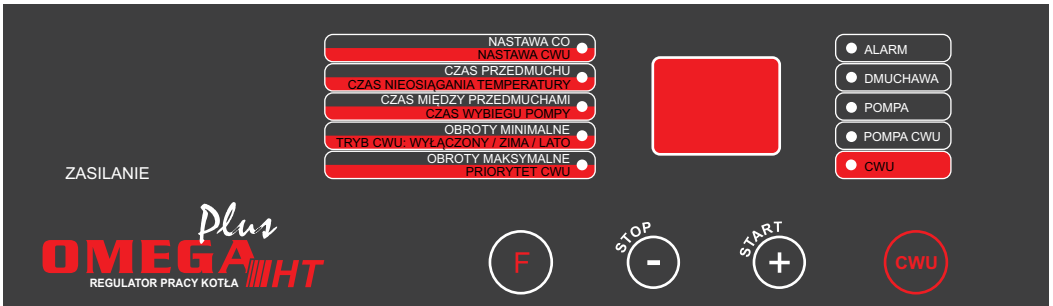 NASTAWA CO
NASTAWA CWU
CZAS PRZEDMUCHU
CZAS NIEOSIĄGANIA TEMPERATURY
CZAS MIĘDZY PRZEDMUCHAMI
CZAS WYBIEGU POMPY
OBROTY MINIMALNE
TRYB CWU: WYŁĄCZONY / ZIMA / LATO
OBROTY MAKSYMALNE
PRIORYTET CWU
ALARM
DMUCHAWA
POMPA
POMPA CWU
CWU
ZASILANIE
Plus
OMEGA HT
REGULATOR PRACY KOTŁA
F
STOP
-
START
+
CWU